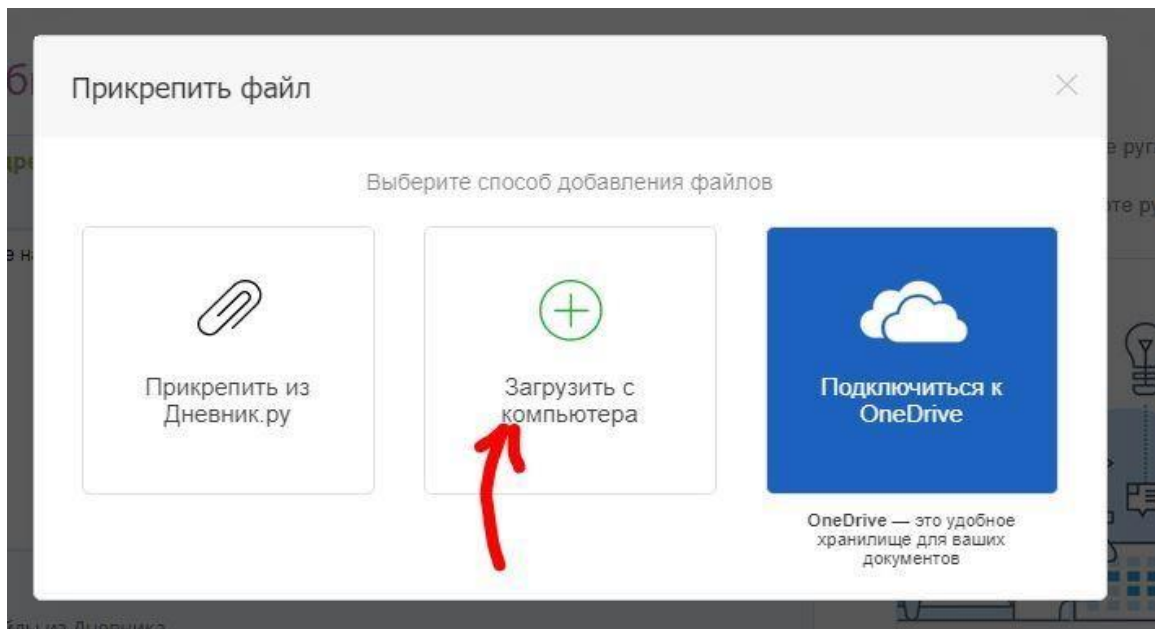 Прикрепить файл
Выберите способ добавления файлов
Прикрепить из
Дневник.ру
Загрузить с
компьютера
Подключиться к
OneDrive
OneDrive — это удобное
хранилище для ваших
документов